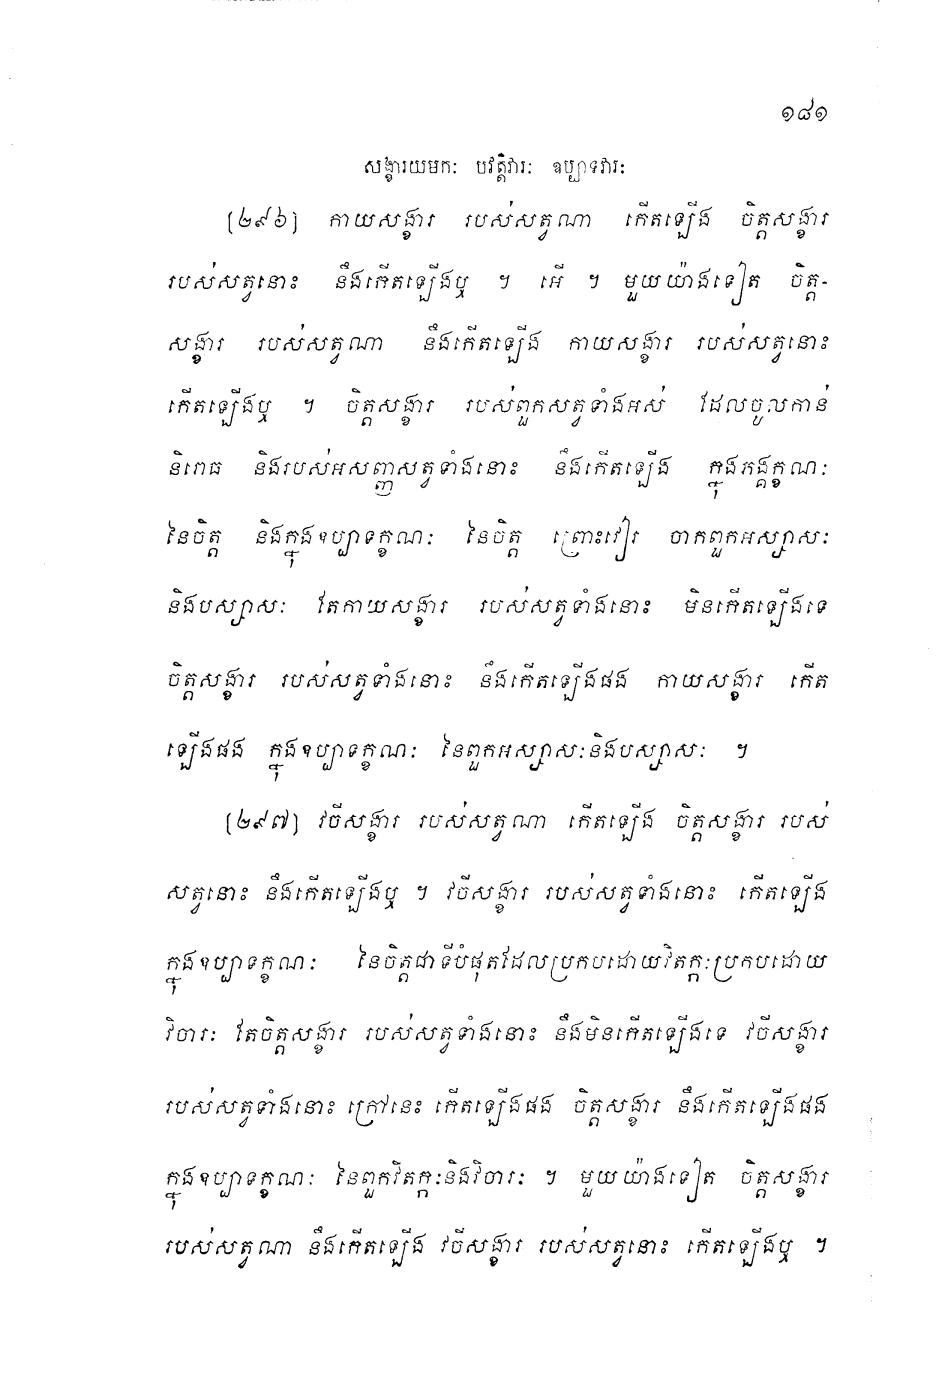 ១៨១
សង្ខារយមកៈ បវត្តិវារៈ ឧប្បាទវារៈ
[២៩៦] កាយសង្ខារ របស់សត្វណា កើតឡើង ចិត្តសង្ខារ
របស់សត្វនោះ នឹងកើតឡើងឬ ។ អើ ។ មួយយ៉ាងទៀត ចិត្ត-
សង្ខារ របស់សត្វណា នឹងកើតឡើង កាយសង្ខារ របស់សត្វនោះ
កើតឡើងឬ ។ ចិត្តសង្ខារ របស់ពួកសត្វទាំងអស់ ដែលចូលកាន់
និរោធ និងរបស់អសញ្ញសត្វទាំងនោះ នឹងកើតឡើង ក្នុងភង្គក្ខណៈ
នៃចិត្ត និងក្នុងឧប្បាទក្ខណៈ នៃចិត្ត ព្រោះវៀរ ចាកពួកអស្សាសៈ
និងបស្សាសៈ តែកាយសង្ខារ របស់សត្វទាំងនោះ មិនកើតឡើងទេ
ចិត្តសង្ខារ របស់សត្វទាំងនោះ នឹងកើតឡើងផង កាយសង្ខារ កើត
ឡើងផង ក្នុងឧប្បាទក្ខណៈ នៃពួកអស្សាសៈនិងបស្សាសៈ ។
[២៩៧] វចីសង្ខារ របស់សត្វណា កើតឡើង ចិត្តសង្ខារ របស់
សត្វនោះ នឹងកើតឡើងឬ ។ វចីសង្ខារ របស់សត្វទាំងនោះ កើតឡើង
ក្នុងឧប្បាទក្ខណៈ នៃចិត្តជាទីបំផុតដែលប្រកបដោយវិតក្កៈប្រកបដោយ
វិចារៈ តែចិត្តសង្ខារ របស់សត្វទាំងនោះ នឹងមិនកើតឡើងទេ វចីសង្ខារ
របស់សត្វទាំងនោះ ក្រៅនេះ កើតឡើងផង ចិត្តសង្ខារ នឹងកើតឡើងផង
ក្នុងឧប្បាទក្ខណៈ នៃពួកវិតក្កៈនិងវិចារៈ ។ មួយយ៉ាងទៀត ចិត្តសង្ខារ
របស់សត្វណា នឹងកើតឡើង វចីសង្ខារ របស់សត្វនោះ កើតឡើងឬ ។